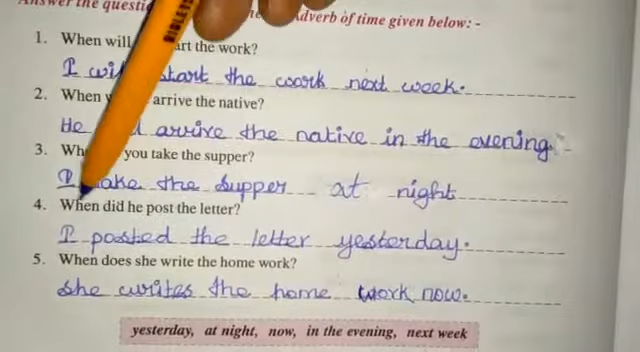 Answer the questi Adverb of time given below: -
1. When will art the work?
I wi start the work next week.
2. When arrive the native?
He arrive the native in the evening.
3. Wh you take the supper?
I take the supper at night
4. When did he post the letter?
I posted the letter yesterday.
5. When does she write the home work?
She writes the home work now.
yesterday, at night, now, in the evening, next week